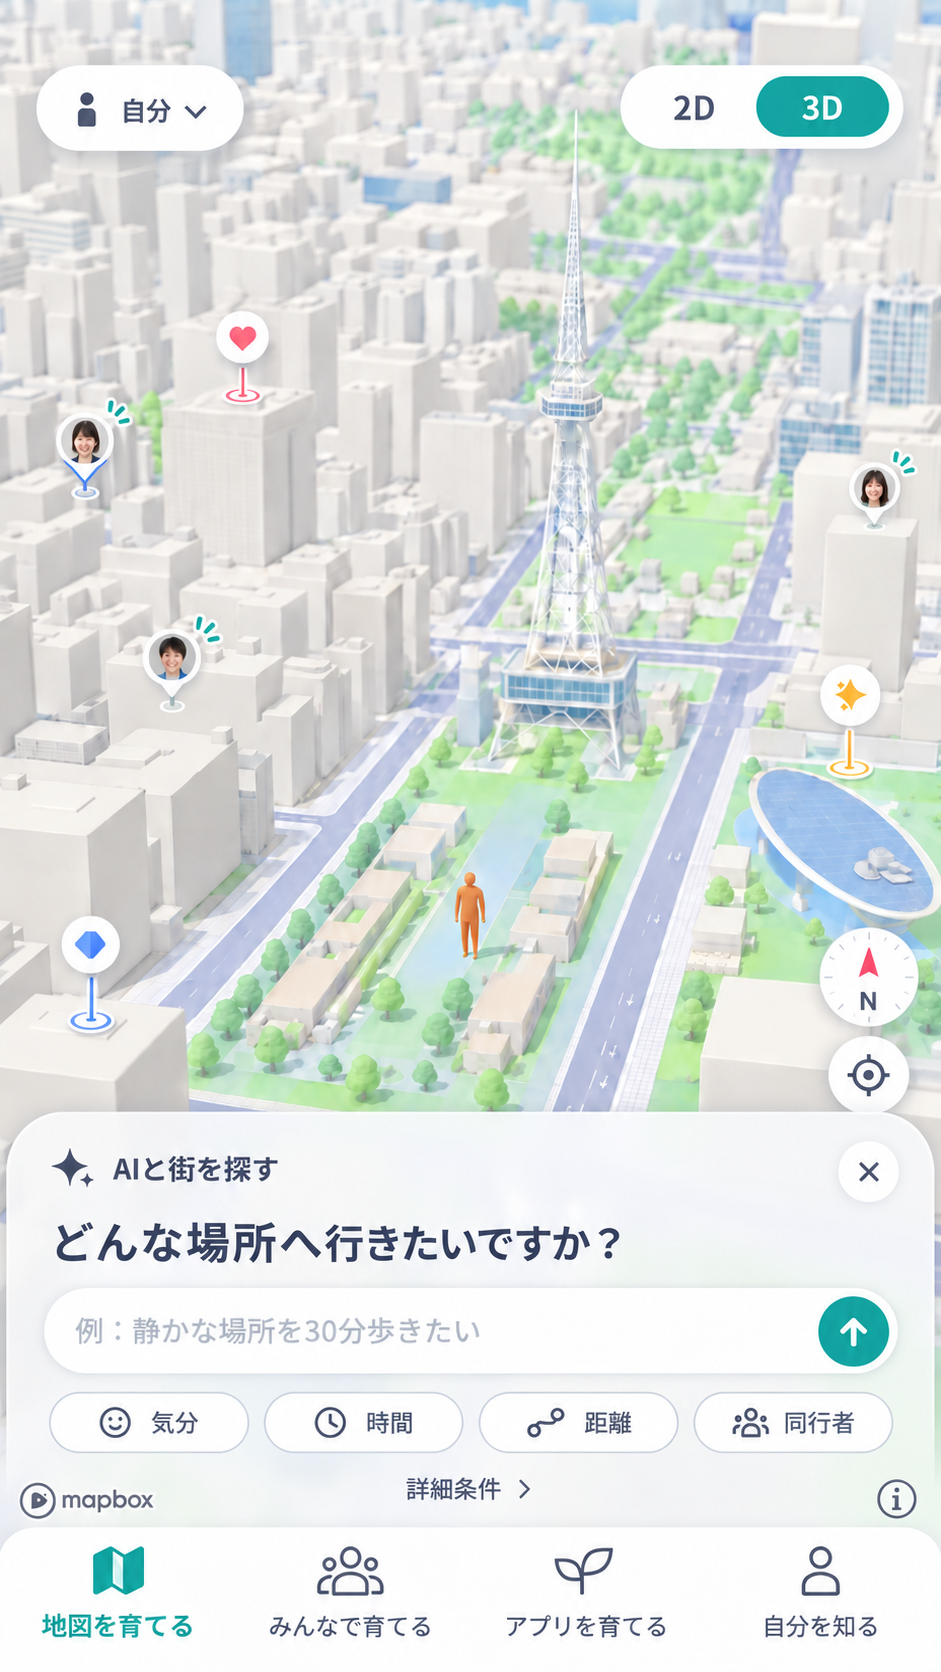 自分
2D 3D
N
AIと街を探す
どんな場所へ行きたいですか？
例：静かな場所を30分歩きたい
気分 時間 距離 同行者
詳細条件
mapbox
地図を育てる みんなで育てる アプリを育てる 自分を知る